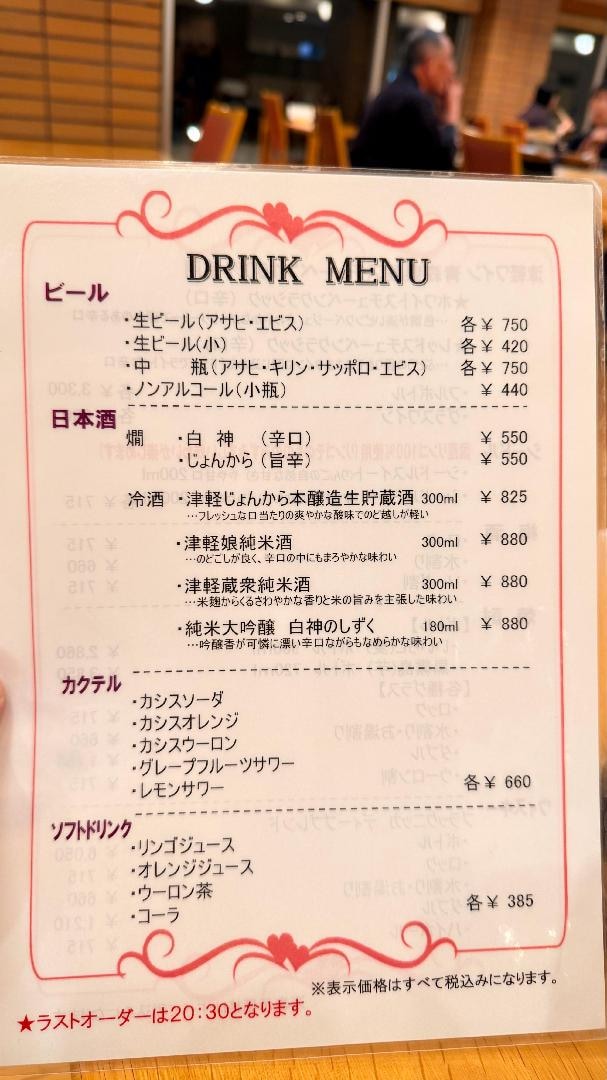 DRINK MENU
ビール
・生ビール(アサヒ・エビス) 各￥ 750
・生ビール(小) 各￥ 420
・中 瓶(アサヒ・キリン・サッポロ・エビス) 各￥ 750
・ノンアルコール(小瓶) ￥ 440
日本酒
燗 ・白 神 (辛口) ￥ 550
・じょんから(旨辛) ￥ 550
冷酒 ・津軽じょんから本醸造生貯蔵酒 300ml ￥ 825
…フレッシュな口当たりの爽やかな酸味でのど越しが軽い
・津軽娘純米酒 300ml ￥ 880
…のどごしが良く、辛口の中にもまろやかな味わい
・津軽蔵衆純米酒 300ml ￥ 880
…米麹からくるさわやかな香りと米の旨みを主張した味わい
・純米大吟醸 白神のしずく 180ml ￥ 880
…吟醸香が可憐に漂い辛口ながらもなめらかな味わい
カクテル
・カシスソーダ
・カシスオレンジ
・カシスウーロン
・グレープフルーツサワー
・レモンサワー 各￥ 660
ソフトドリンク
・リンゴジュース
・オレンジジュース
・ウーロン茶
・コーラ 各￥ 385
※表示価格はすべて税込みになります。
★ラストオーダーは20:30となります。